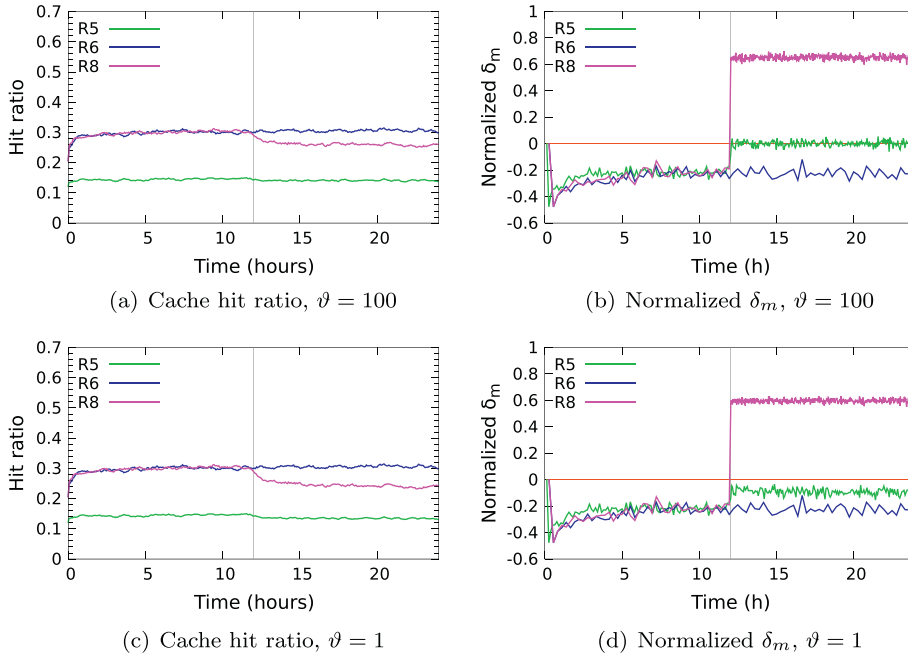 0.7
0.6
0.5
0.4
0.3
0.2
0.1
0
Hit ratio
R5
R6
R8
0 5 10 15 20
Time (hours)
(a) Cache hit ratio, ϑ = 100
1
0.8
0.6
0.4
0.2
0
-0.2
-0.4
-0.6
Normalized δm
R5
R6
R8
0 5 10 15 20
Time (h)
(b) Normalized δm, ϑ = 100
0.7
0.6
0.5
0.4
0.3
0.2
0.1
0
Hit ratio
R5
R6
R8
0 5 10 15 20
Time (hours)
(c) Cache hit ratio, ϑ = 1
1
0.8
0.6
0.4
0.2
0
-0.2
-0.4
-0.6
Normalized δm
R5
R6
R8
0 5 10 15 20
Time (h)
(d) Normalized δm, ϑ = 1